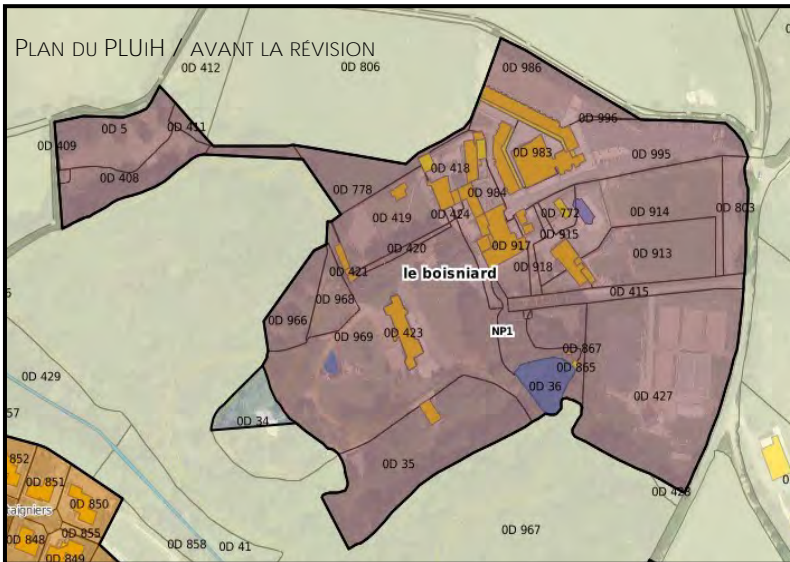 PLAN DU PLUiH / AVANT LA RÉVISION
0D 412
0D 806
0D 986
0D 996
0D 5
0D 411
0D 409
0D 408
0D 983
0D 995
0D 418
0D 778
0D 984
0D 419
0D 424
0D 772
0D 914
0D 803
0D 915
0D 420
0D 917
0D 913
0D 421
0D 918
le boisniard
0D 415
0D 968
0D 966
0D 969
0D 423
NP1
0D 867
0D 865
0D 429
0D 36
0D 427
57
0D 34
852
0D 35
0D 851
0D 850
0D 428
taigniers
0D 855
0D 967
0D 848
0D 858
0D 41
0D 849